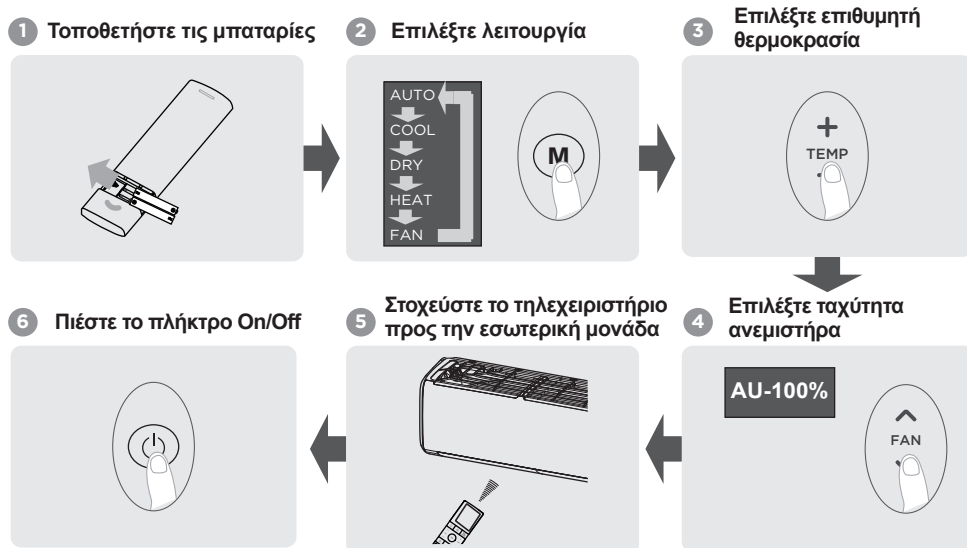 1 Τοποθετήστε τις μπαταρίες
2 Επιλέξτε λειτουργία
AUTO
COOL
DRY
HEAT
FAN
M
3 Επιλέξτε επιθυμητή
θερμοκρασία
+
TEMP
4 Επιλέξτε ταχύτητα
ανεμιστήρα
AU-100%
FAN
5 Στοχεύστε το τηλεχειριστήριο
προς την εσωτερική μονάδα
6 Πιέστε το πλήκτρο On/Off